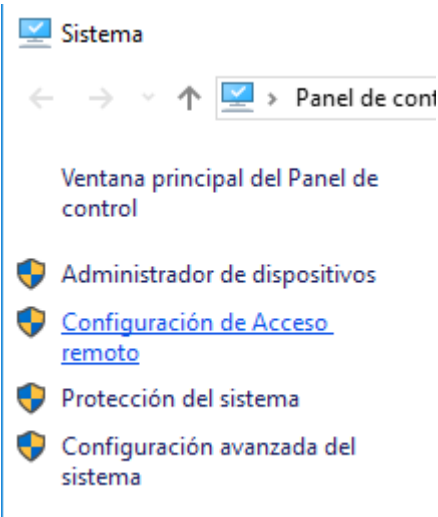 Sistema
Panel de cont
Ventana principal del Panel de
control
Administrador de dispositivos
Configuración de Acceso
remoto
Protección del sistema
Configuración avanzada del
sistema